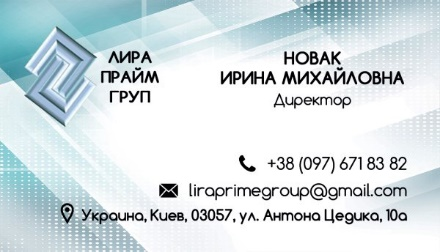 ЛИРА
ПРАЙМ
ГРУП
НОВАК
ИРИНА МИХАЙЛОВНА
Директор
+38 (097) 671 83 82
liraprimegroup@gmail.com
Украина, Киев, 03057, ул. Антона Цедика, 10а